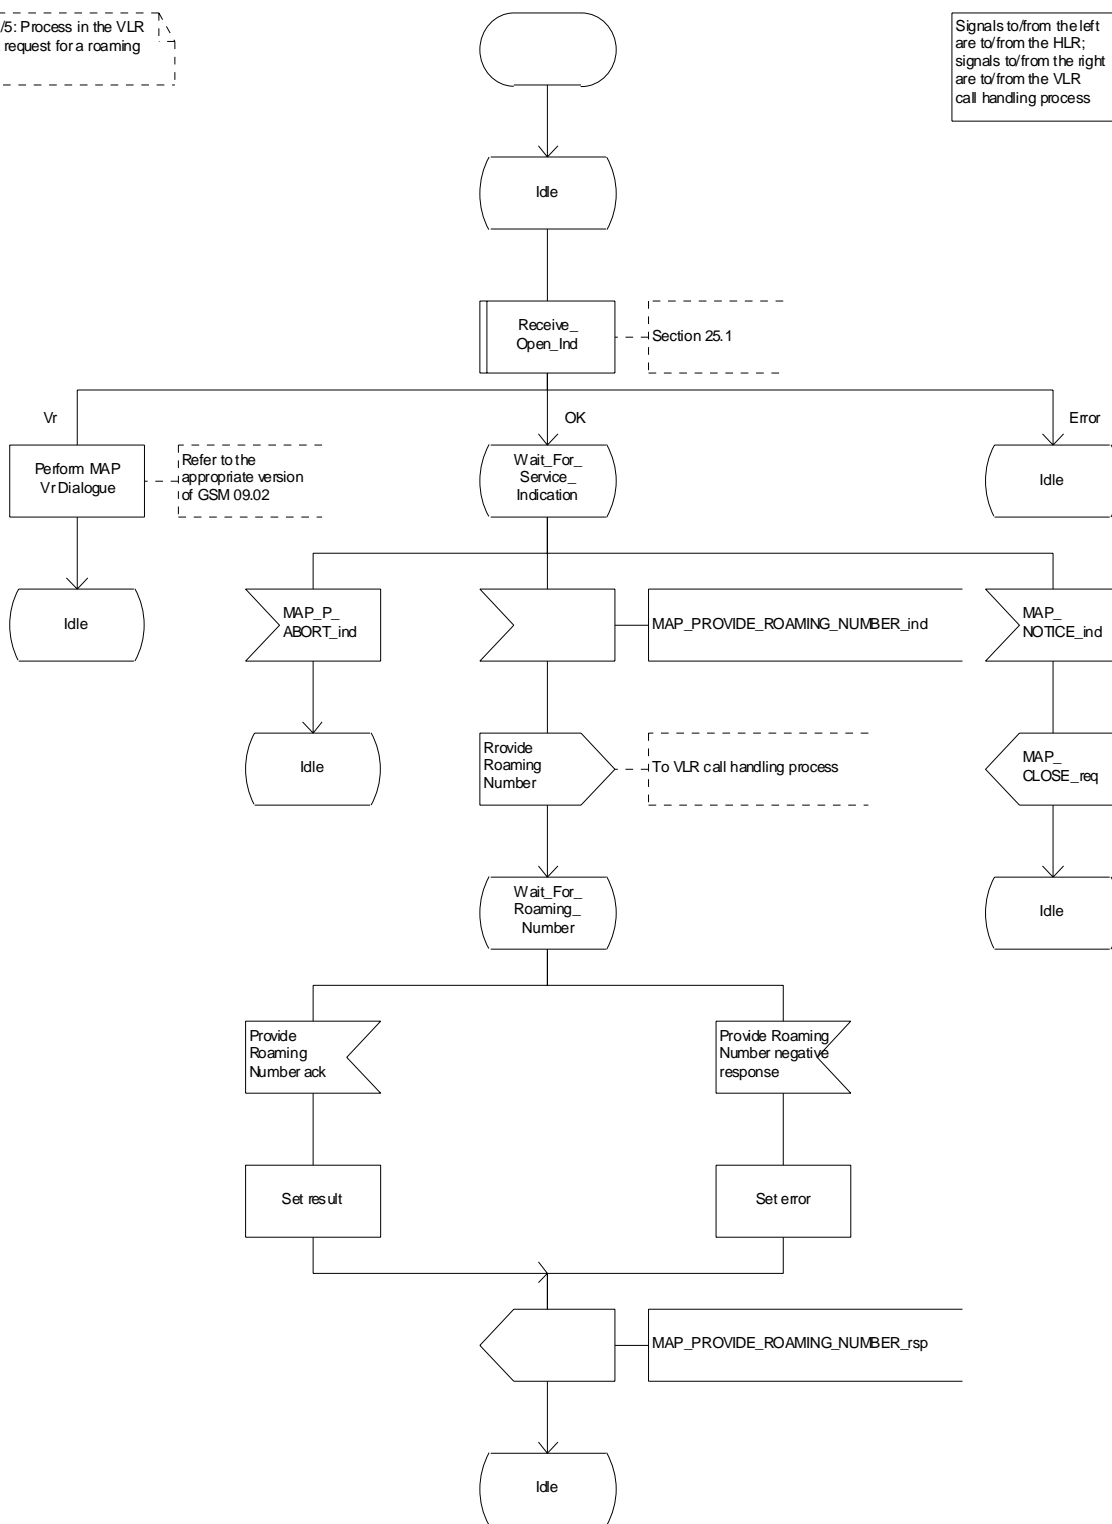 /5: Process in the VLR
request for a roaming
Signals to/from the left
are to/from the HLR;
signals to/from the right
are to/from the VLR
call handling process
Idle
Receive_
Open_Ind
Section 25.1
Vr
OK
Error
Perform MAP
Vr Dialogue
Refer to the
appropriate version
of GSM 09.02
Wait_For_
Service_
Indication
Idle
Idle
MAP_P_
ABORT_ind
MAP_PROVIDE_ROAMING_NUMBER_ind
MAP_
NOTICE_ind
Idle
Rrovide
Roaming
Number
To VLR call handling process
MAP_
CLOSE_req
Wait_For_
Roaming_
Number
Idle
Provide
Roaming
Number ack
Provide Roaming
Number negative
response
Set result
Set error
MAP_PROVIDE_ROAMING_NUMBER_rsp
Idle